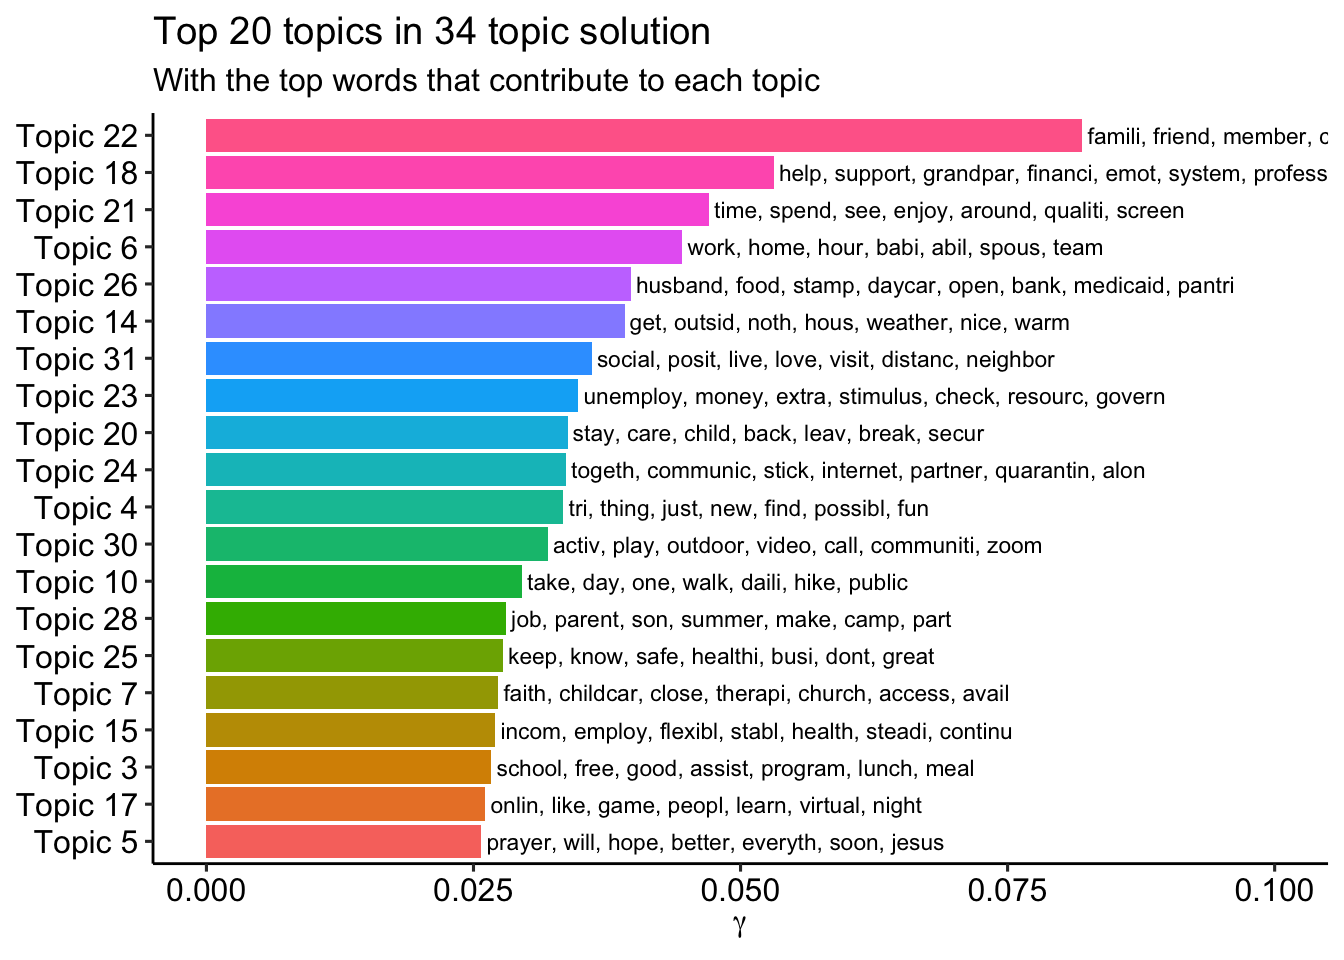 Top 20 topics in 34 topic solution
With the top words that contribute to each topic
Topic 22 famili, friend, member, c
Topic 18 help, support, grandpar, financi, emot, system, profess
Topic 21 time, spend, see, enjoy, around, qualiti, screen
Topic 6 work, home, hour, babi, abil, spous, team
Topic 26 husband, food, stamp, daycar, open, bank, medicaid, pantri
Topic 14 get, outsid, noth, hous, weather, nice, warm
Topic 31 social, posit, live, love, visit, distanc, neighbor
Topic 23 unemploy, money, extra, stimulus, check, resourc, govern
Topic 20 stay, care, child, back, leav, break, secur
Topic 24 togeth, communic, stick, internet, partner, quarantin, alon
Topic 4 tri, thing, just, new, find, possibl, fun
Topic 30 activ, play, outdoor, video, call, communiti, zoom
Topic 10 take, day, one, walk, daili, hike, public
Topic 28 job, parent, son, summer, make, camp, part
Topic 25 keep, know, safe, healthi, busi, dont, great
Topic 7 faith, childcar, close, therapi, church, access, avail
Topic 15 incom, employ, flexibl, stabl, health, steadi, continu
Topic 3 school, free, good, assist, program, lunch, meal
Topic 17 onlin, like, game, peopl, learn, virtual, night
Topic 5 prayer, will, hope, better, everyth, soon, jesus
0.000 0.025 0.050 0.075 0.100
γ